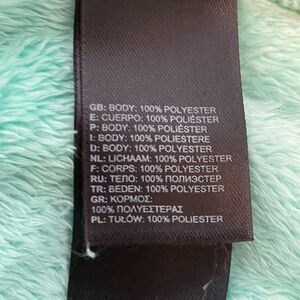 GB: BODY: 100% POLYESTER
E: CUERPO: 100% POLIÉSTER
P: BODY: 100% POLIÉSTER
I: BODY: 100% POLIESTERE
D: BODY: 100% POLYESTER
NL: LICHAAM: 100% POLYESTER
F: CORPS: 100% POLYESTER
RU: ТЕЛО: 100% ПОЛИЭСТЕР
TR: BEDEN: 100% POLYESTER
GR: ΚΟΡΜΟΣ:
100% ΠΟΛΥΕΣΤΕΡΑΣ
PL: TUŁÓW: 100% POLIESTER